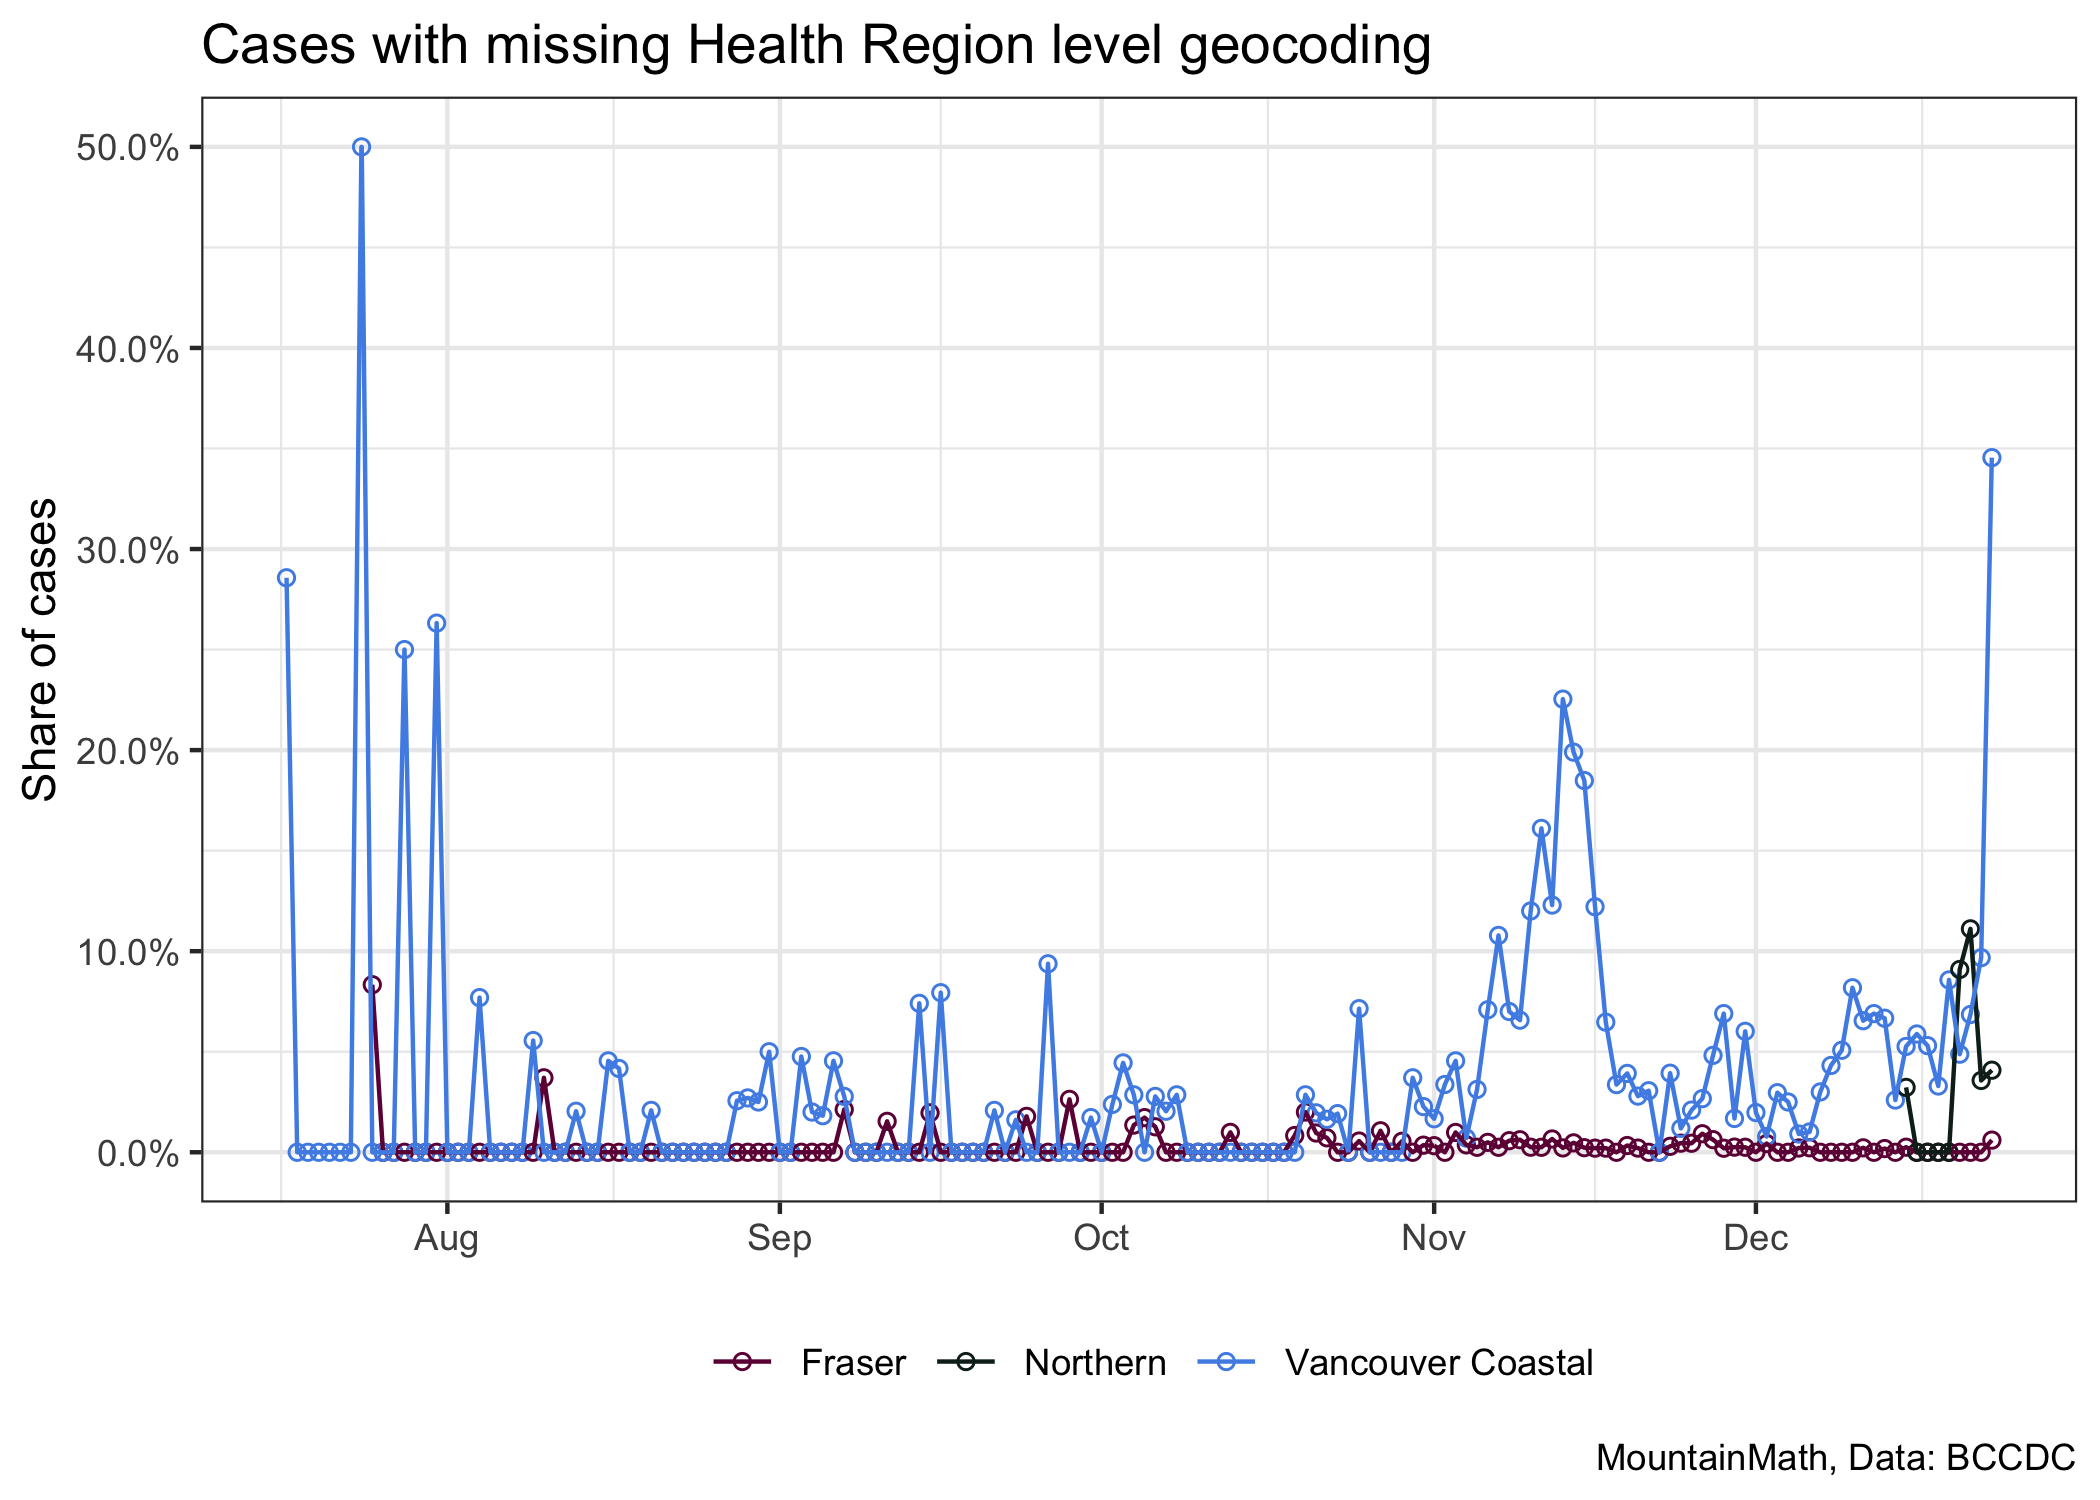 Cases with missing Health Region level geocoding
Share of cases
50.0%
40.0%
30.0%
20.0%
10.0%
0.0%
Aug Sep Oct Nov Dec
Fraser Northern Vancouver Coastal
MountainMath, Data: BCCDC